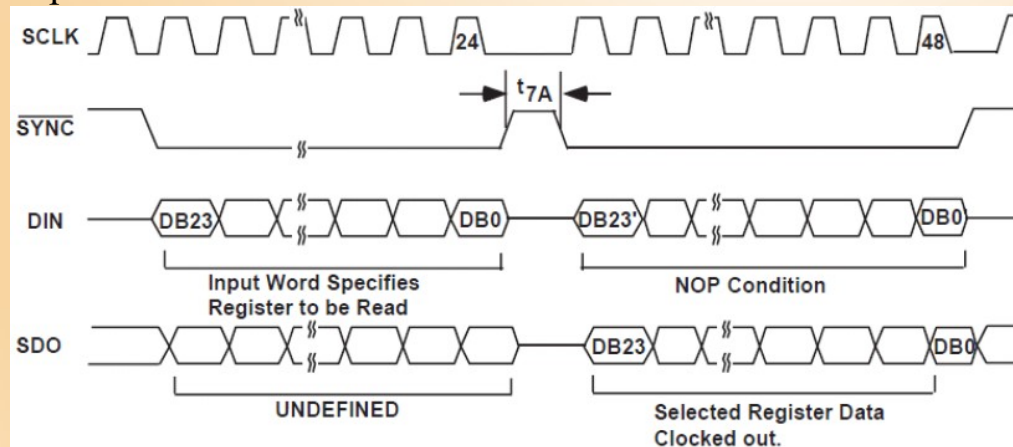 SCLK
24
48
t7A
SYNC
DIN
DB23
DB0
DB23'
DB0
Input Word Specifies
Register to be Read
NOP Condition
SDO
DB23
DB0
UNDEFINED
Selected Register Data
Clocked out.